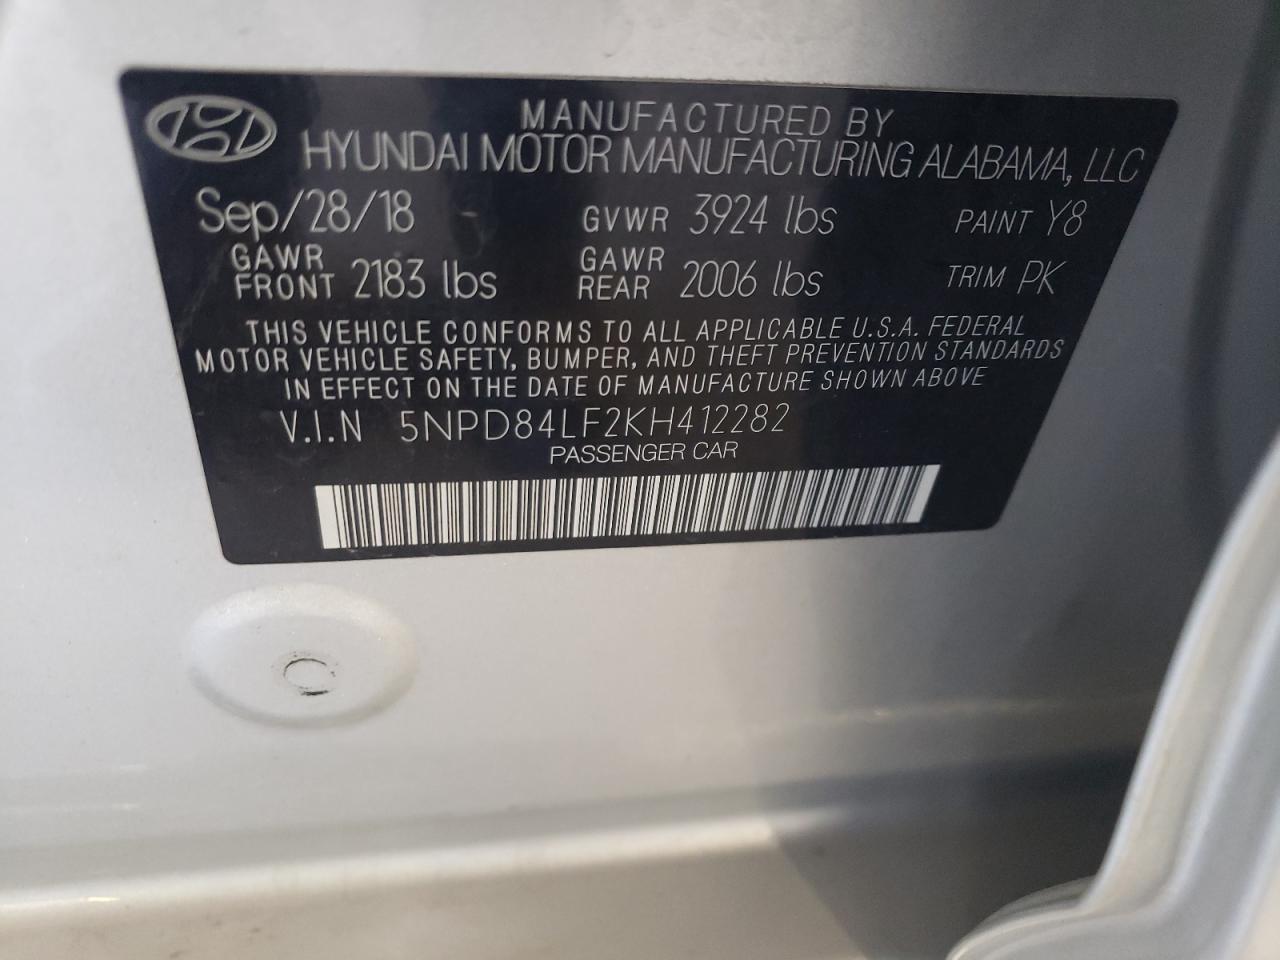 MANUFACTURED BY
HYUNDAI MOTOR MANUFACTURING ALABAMA, LLC
Sep/28/18 GVWR 3924 lbs PAINT Y8
GAWR FRONT 2183 lbs GAWR REAR 2006 lbs TRIM PK
THIS VEHICLE CONFORMS TO ALL APPLICABLE U.S.A. FEDERAL
MOTOR VEHICLE SAFETY, BUMPER, AND THEFT PREVENTION STANDARDS
IN EFFECT ON THE DATE OF MANUFACTURE SHOWN ABOVE
V.I.N 5NPD84LF2KH412282
PASSENGER CAR